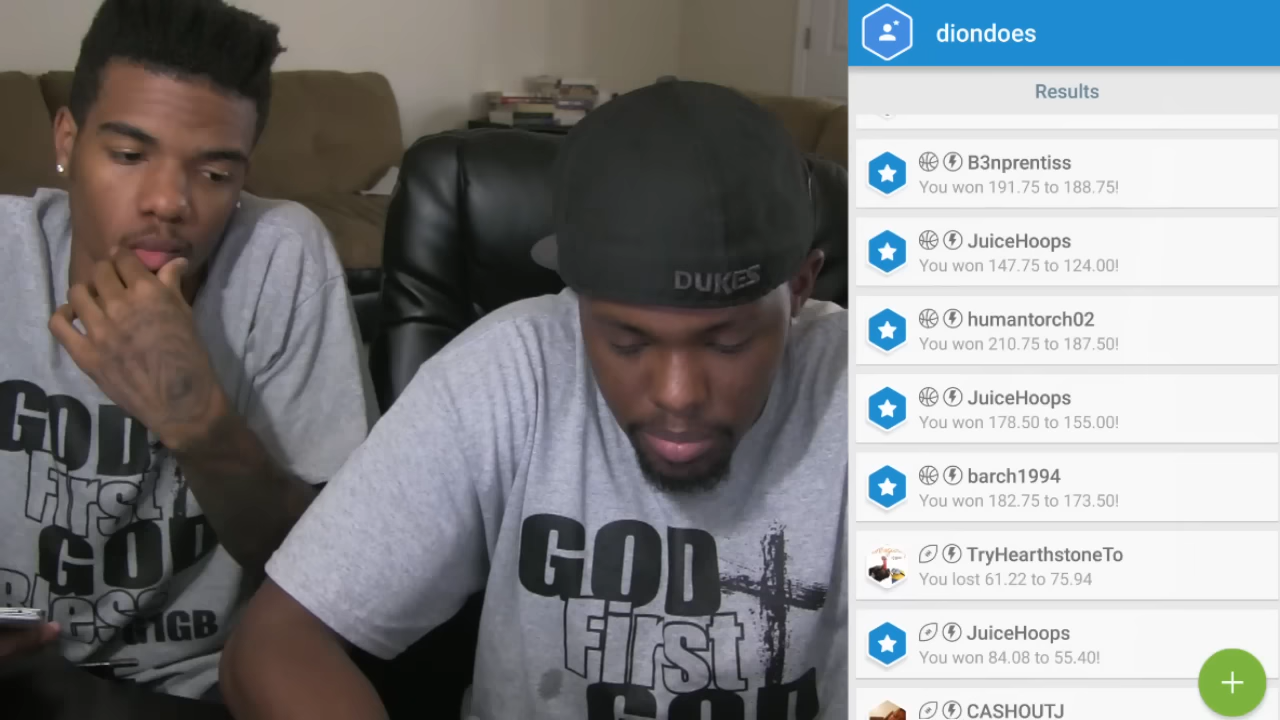 diondoes
Results
B3nprentiss
You won 191.75 to 188.75!
JuiceHoops
You won 147.75 to 124.00!
humantorch02
You won 210.75 to 187.50!
JuiceHoops
You won 178.50 to 155.00!
barch1994
You won 182.75 to 173.50!
TryHearthstoneTo
You lost 61.22 to 75.94
JuiceHoops
You won 84.08 to 55.40!
CASHOUTJ
DUKES
GOD
First
GOD
Bless
GOD
First
GOD